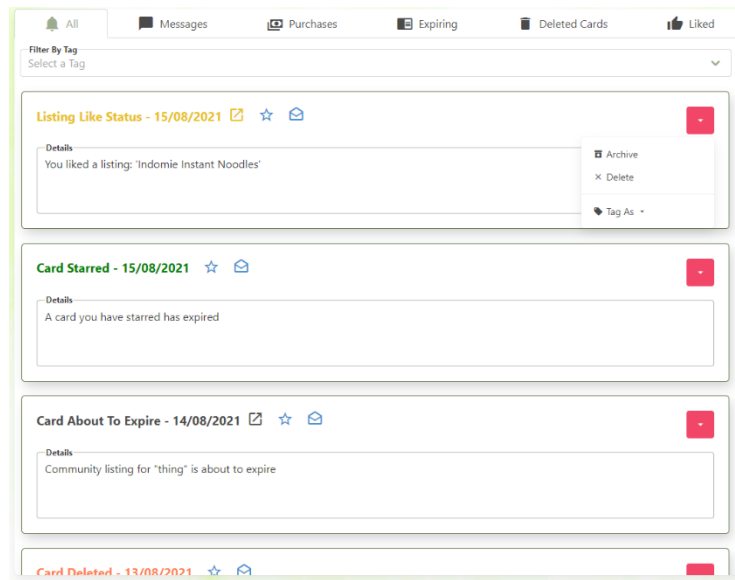 All Messages Purchases Expiring Deleted Cards Liked
Filter By Tag
Select a Tag
Listing Like Status - 15/08/2021
Details
You liked a listing: 'Indomie Instant Noodles'
Archive
Delete
Tag As
Card Starred - 15/08/2021
Details
A card you have starred has expired
Card About To Expire - 14/08/2021
Details
Community listing for "thing" is about to expire
Card Deleted - 13/08/2021